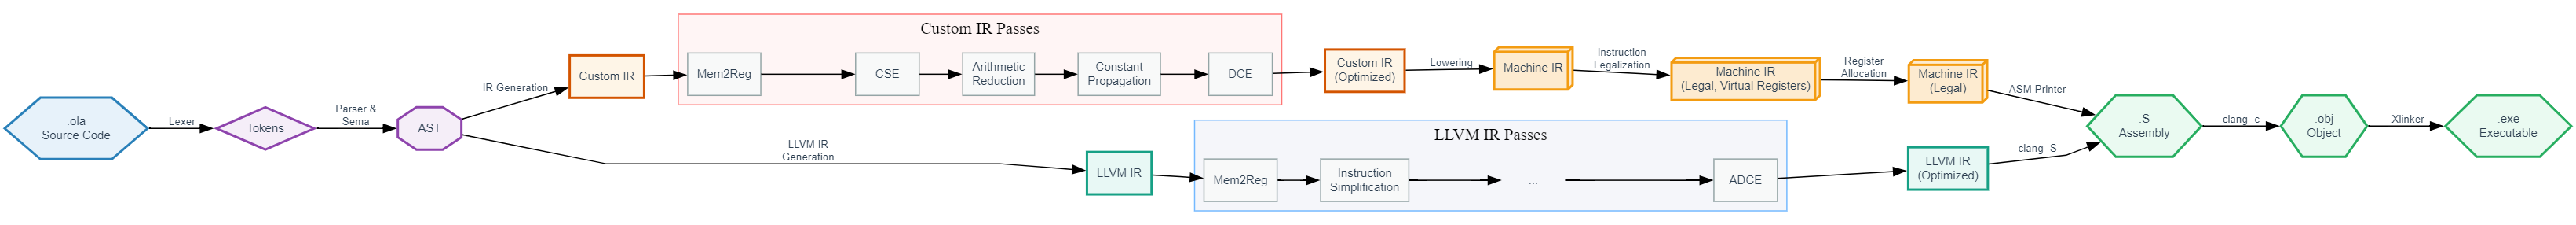 .ola
Source Code
Lexer
Tokens
Parser &
Sema
AST
IR Generation
Custom IR
Custom IR Passes
Mem2Reg
CSE
Arithmetic
Reduction
Constant
Propagation
DCE
Custom IR
(Optimized)
Lowering
Machine IR
Instruction
Legalization
Machine IR
(Legal, Virtual Registers)
Register
Allocation
Machine IR
(Legal)
ASM Printer
LLVM IR
Generation
LLVM IR
LLVM IR Passes
Mem2Reg
Instruction
Simplification
...
ADCE
LLVM IR
(Optimized)
clang -S
.S
Assembly
clang -c
.obj
Object
-Xlinker
.exe
Executable